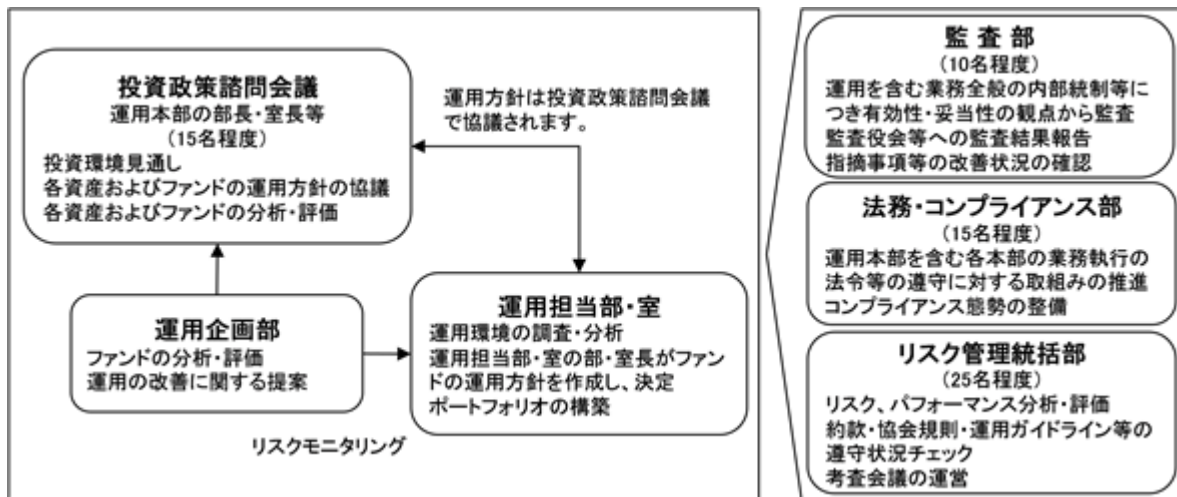 投資政策諮問会議
運用本部の部長・室長等
(15名程度)
投資環境見通し
各資産およびファンドの運用方針の協議
各資産およびファンドの分析・評価
運用方針は投資政策諮問会議
で協議されます。
運用企画部
ファンドの分析・評価
運用の改善に関する提案
運用担当部・室
運用環境の調査・分析
運用担当部・室の部・室長がファン
ドの運用方針を作成し、決定
ポートフォリオの構築
リスクモニタリング
監 査 部
(10名程度)
運用を含む業務全般の内部統制等に
つき有効性・妥当性の観点から監査
監査役会等への監査結果報告
指摘事項等の改善状況の確認
法務・コンプライアンス部
(15名程度)
運用本部を含む各本部の業務執行の
法令等の遵守に対する取組みの推進
コンプライアンス態勢の整備
リスク管理統括部
(25名程度)
リスク、パフォーマンス分析・評価
約款・協会規則・運用ガイドライン等の
遵守状況チェック
考査会議の運営